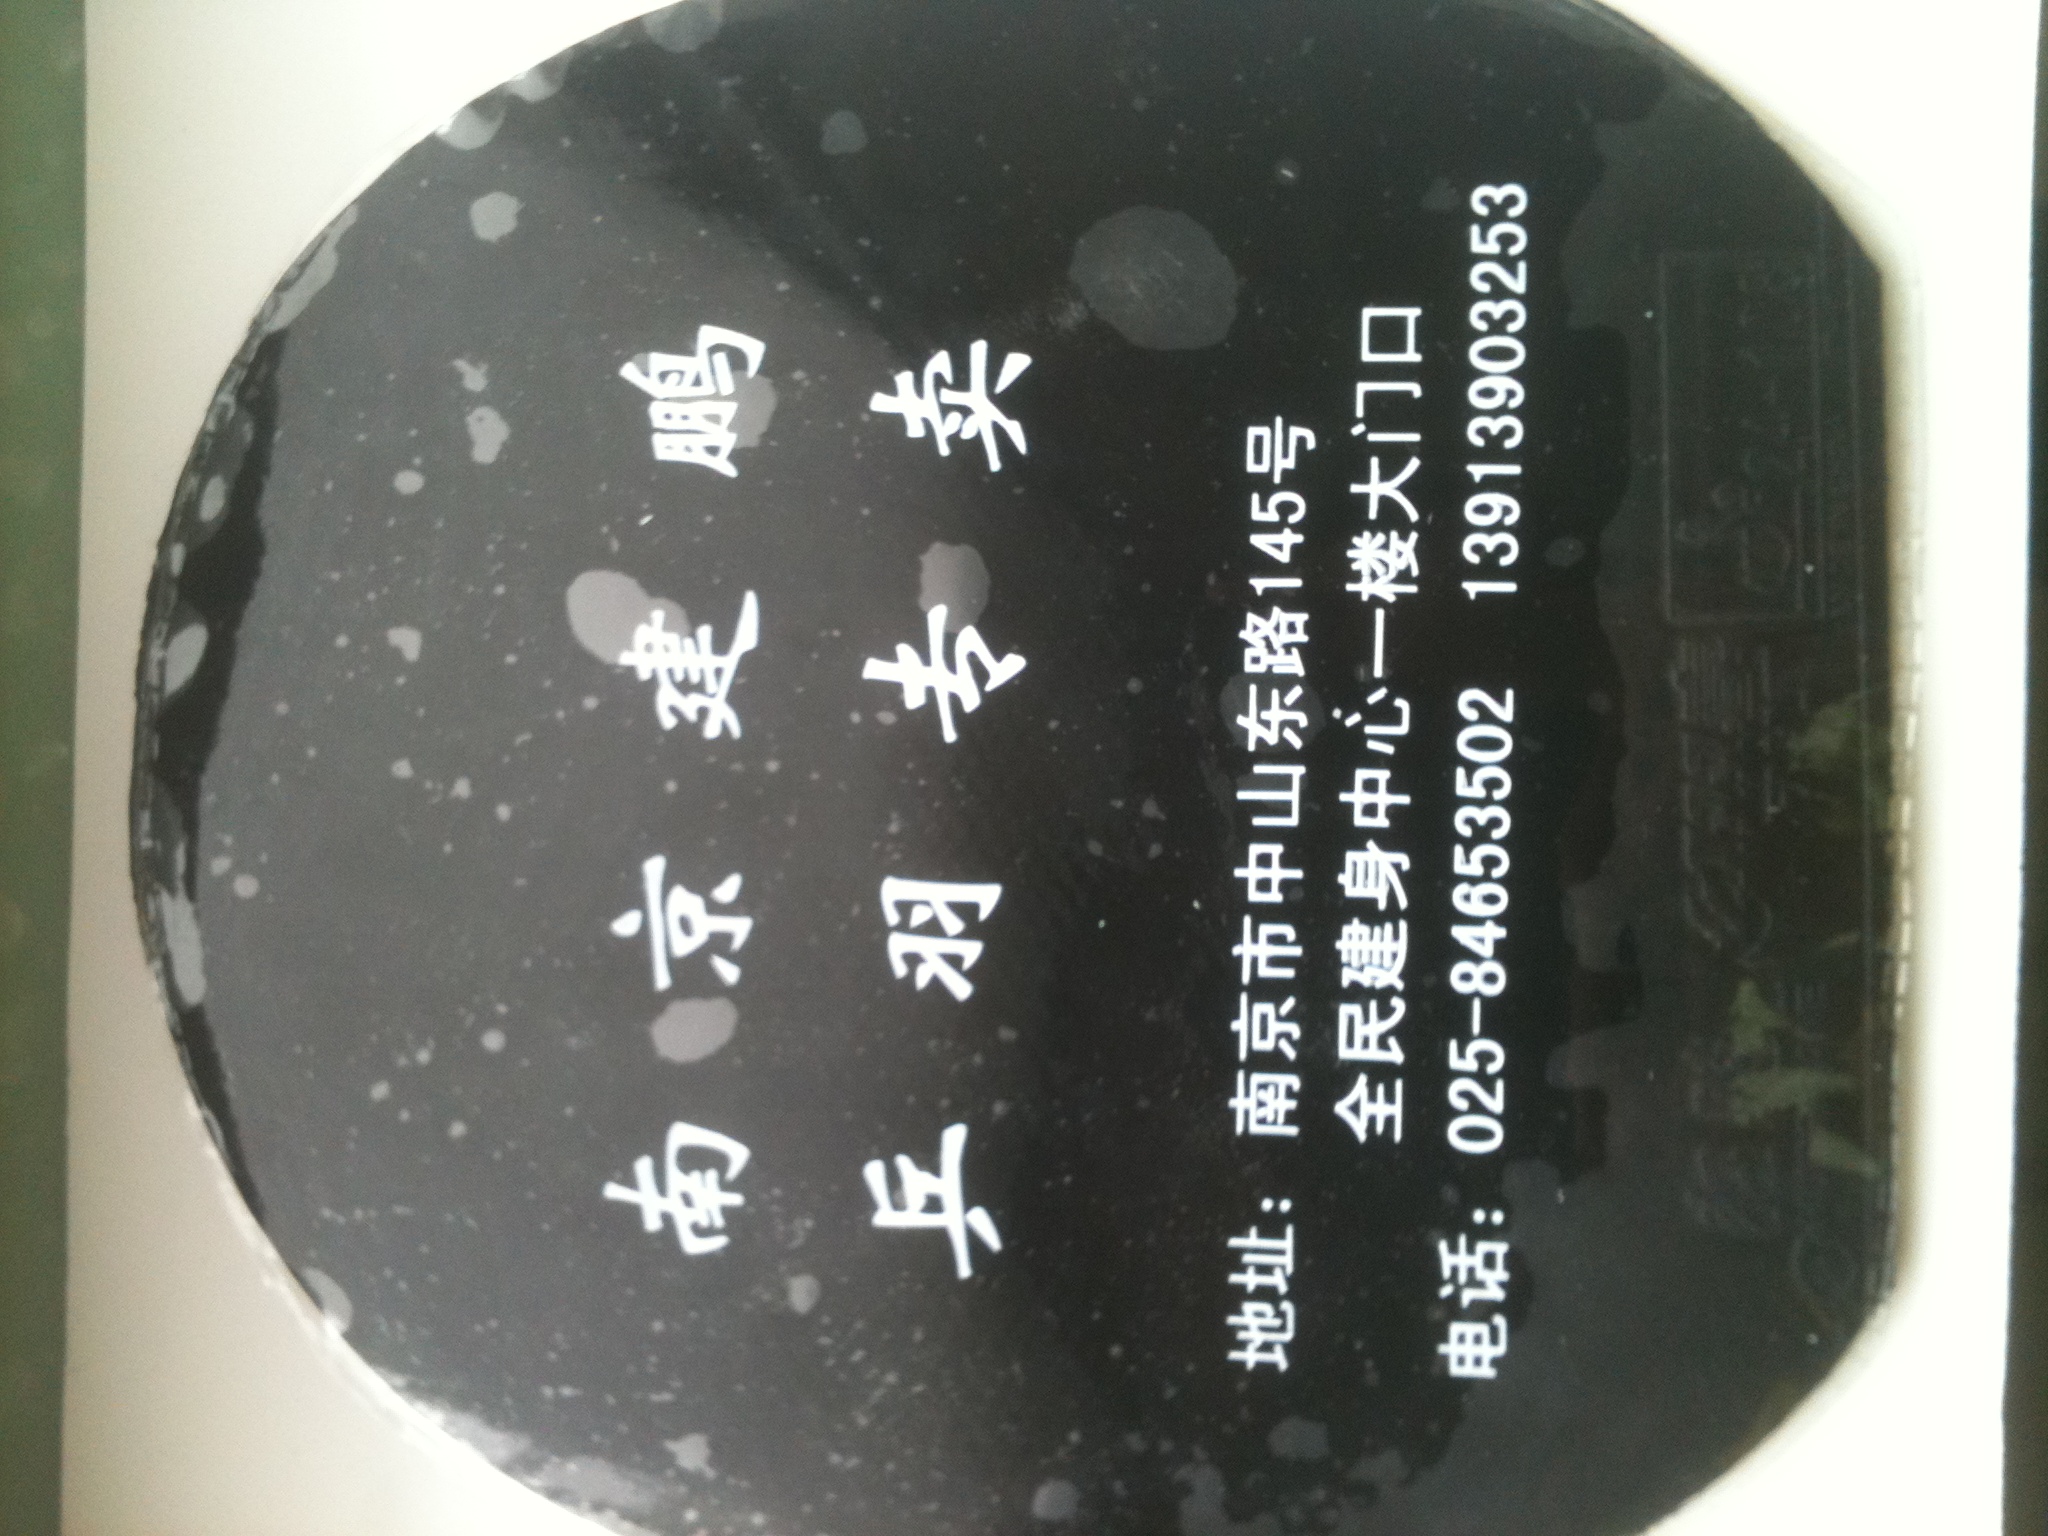 南京建鹏
乒羽专卖
地址：南京市中山东路145号
全民建身中心一楼大门口
电话：025-84653502 13913903253